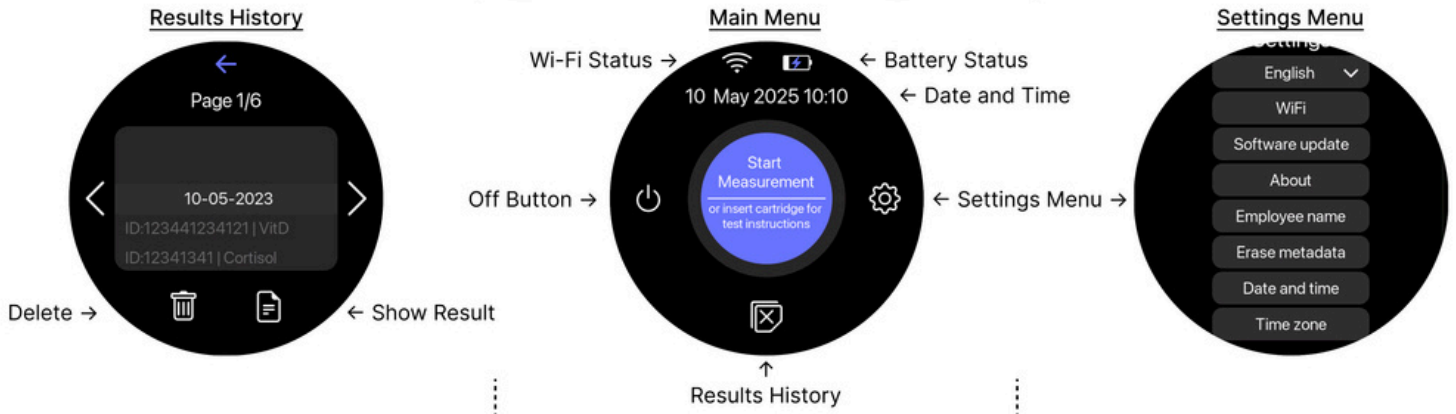 Results History
←
Page 1/6
10-05-2023
ID:123441234121 | VitD
ID:12341341 | Cortisol
Delete →
← Show Result
Main Menu
Wi-Fi Status →
← Battery Status
10 May 2025 10:10
← Date and Time
Start
Measurement
or insert cartridge for
test instructions
Off Button →
← Settings Menu →
↑
Results History
Settings Menu
Settings
English
WiFi
Software update
About
Employee name
Erase metadata
Date and time
Time zone